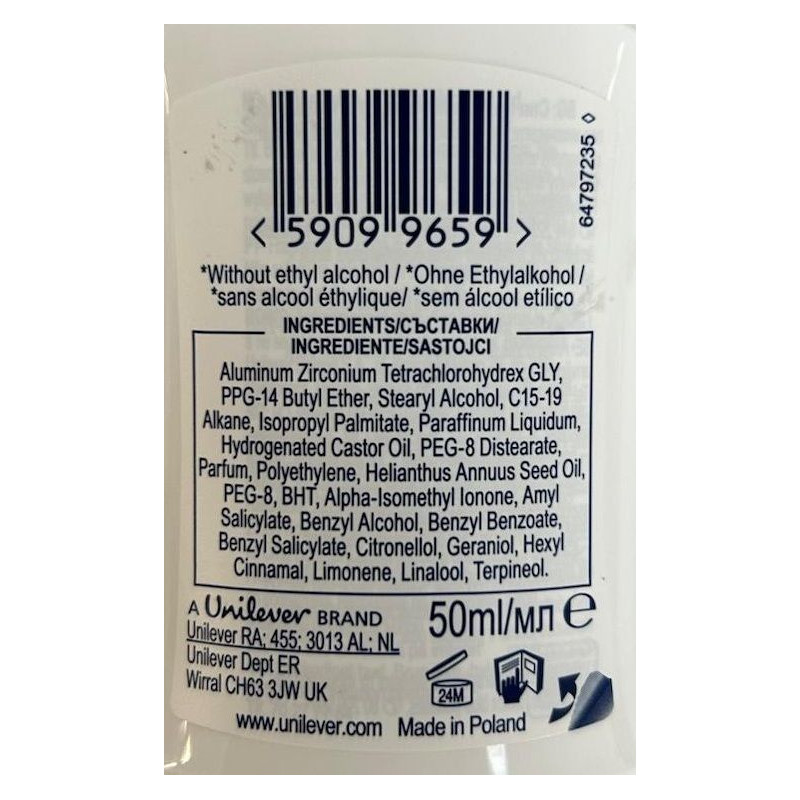 <5909 9659>
64797235 ◊
*Without ethyl alcohol / *Ohne Ethylalkohol /
*sans alcool éthylique/ *sem álcool etílico
INGREDIENTS/СЪСТАВКИ/
INGREDIENTE/SASTOJCI
Aluminum Zirconium Tetrachlorohydrex GLY,
PPG-14 Butyl Ether, Stearyl Alcohol, C15-19
Alkane, Isopropyl Palmitate, Paraffinum Liquidum,
Hydrogenated Castor Oil, PEG-8 Distearate,
Parfum, Polyethylene, Helianthus Annuus Seed Oil,
PEG-8, BHT, Alpha-Isomethyl Ionone, Amyl
Salicylate, Benzyl Alcohol, Benzyl Benzoate,
Benzyl Salicylate, Citronellol, Geraniol, Hexyl
Cinnamal, Limonene, Linalool, Terpineol.
A Unilever BRAND
50ml/мл ℮
Unilever RA; 455; 3013 AL; NL
Unilever Dept ER
Wirral CH63 3JW UK
24M
www.unilever.com Made in Poland